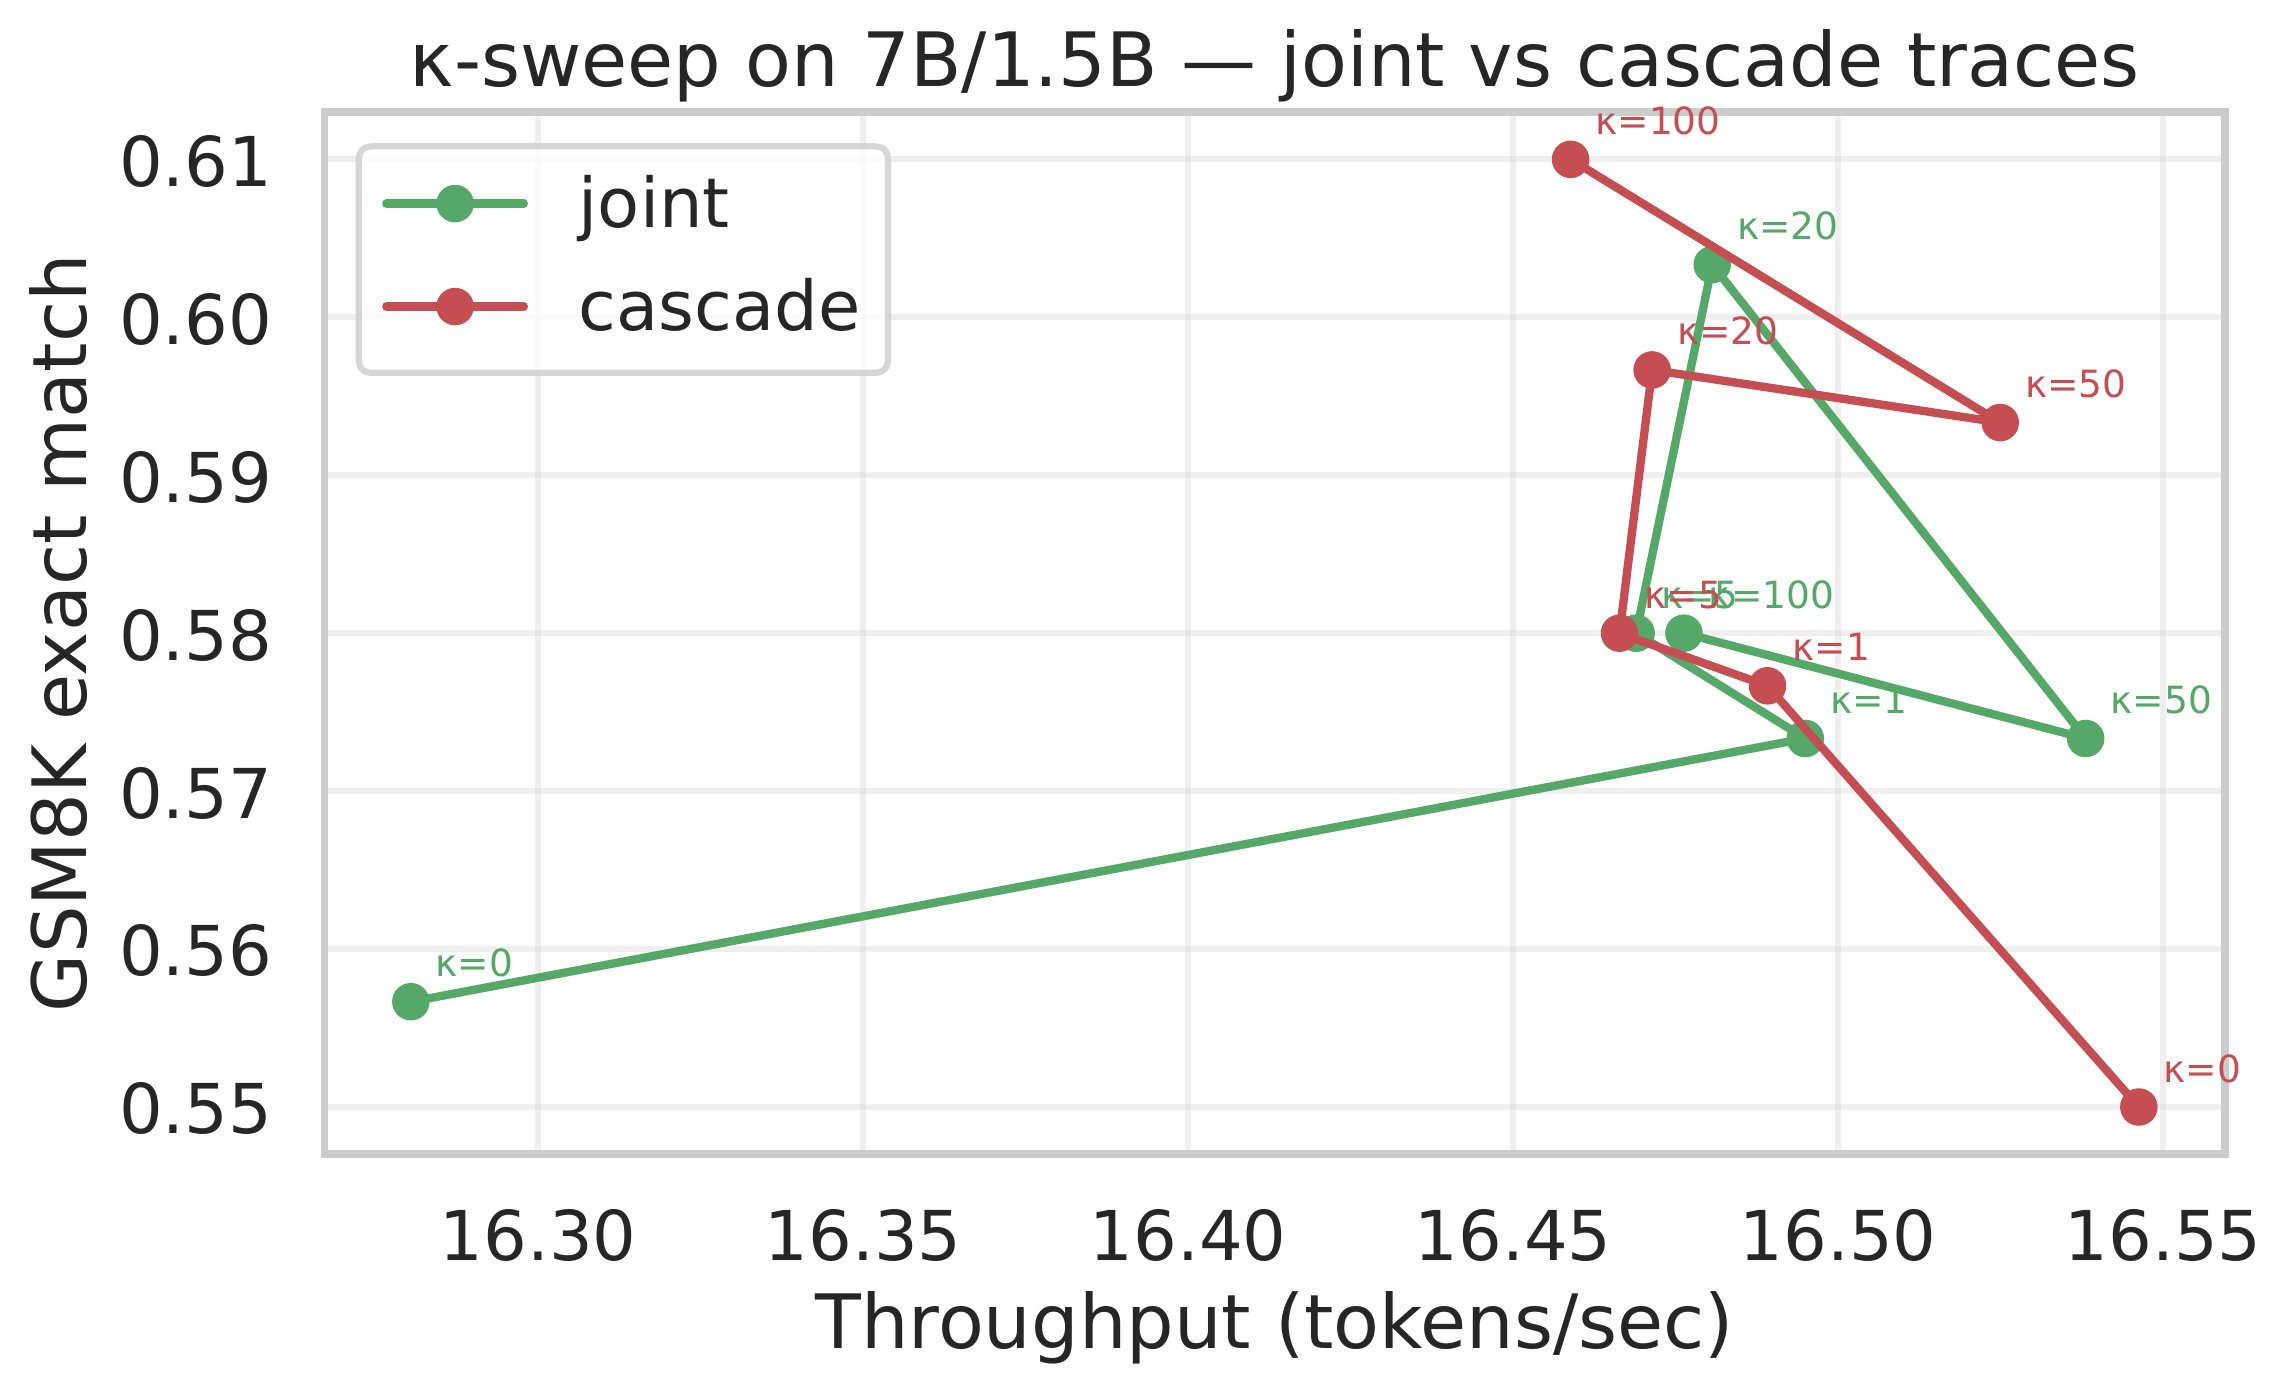 κ-sweep on 7B/1.5B — joint vs cascade traces
joint
cascade
κ=100
κ=20
κ=20
κ=50
κ=5
κ=5
κ=100
κ=1
κ=1
κ=50
κ=0
κ=0
GSM8K exact match
0.61
0.60
0.59
0.58
0.57
0.56
0.55
16.30 16.35 16.40 16.45 16.50 16.55
Throughput (tokens/sec)